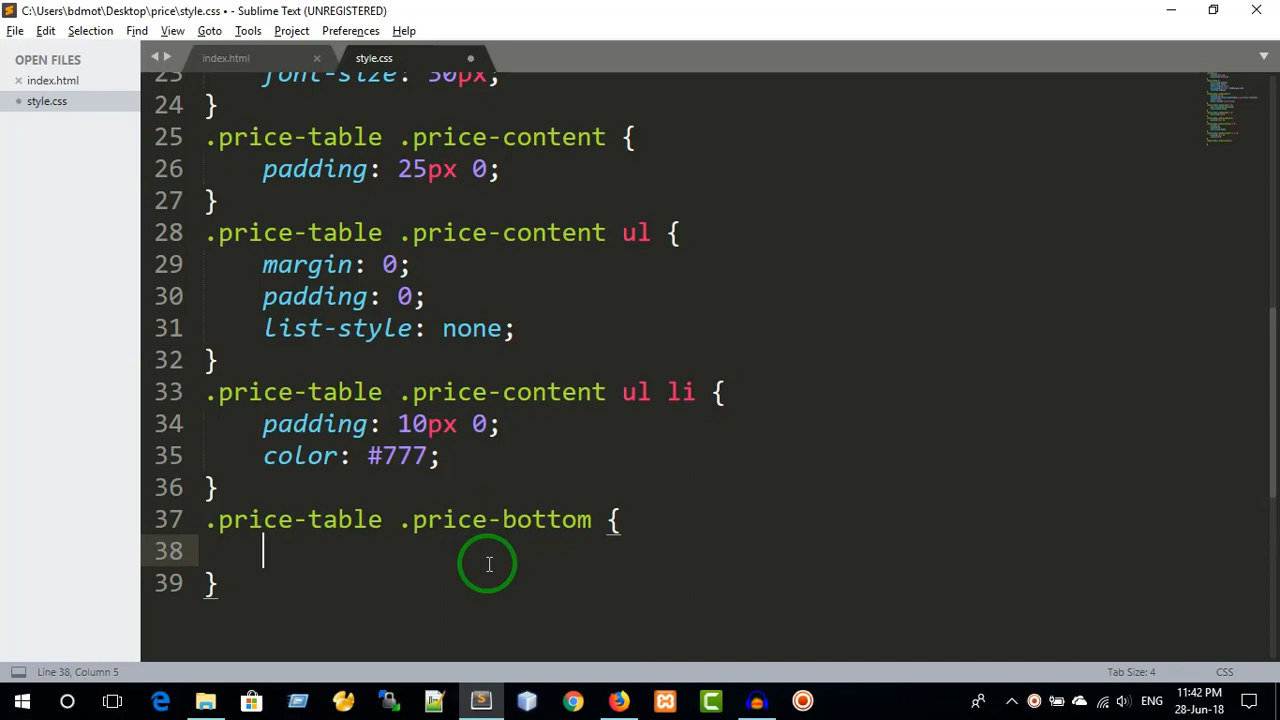 C:\Users\bdmot\Desktop\price\style.css • - Sublime Text (UNREGISTERED)
File Edit Selection Find View Goto Tools Project Preferences Help
OPEN FILES
index.html
style.css
index.html
style.css
23 font-size: 50px;
24 }
25 .price-table .price-content {
26 padding: 25px 0;
27 }
28 .price-table .price-content ul {
29 margin: 0;
30 padding: 0;
31 list-style: none;
32 }
33 .price-table .price-content ul li {
34 padding: 10px 0;
35 color: #777;
36 }
37 .price-table .price-bottom {
38
39 }
Line 38, Column 5
Tab Size: 4
CSS
ENG
11:42 PM
28-Jun-18